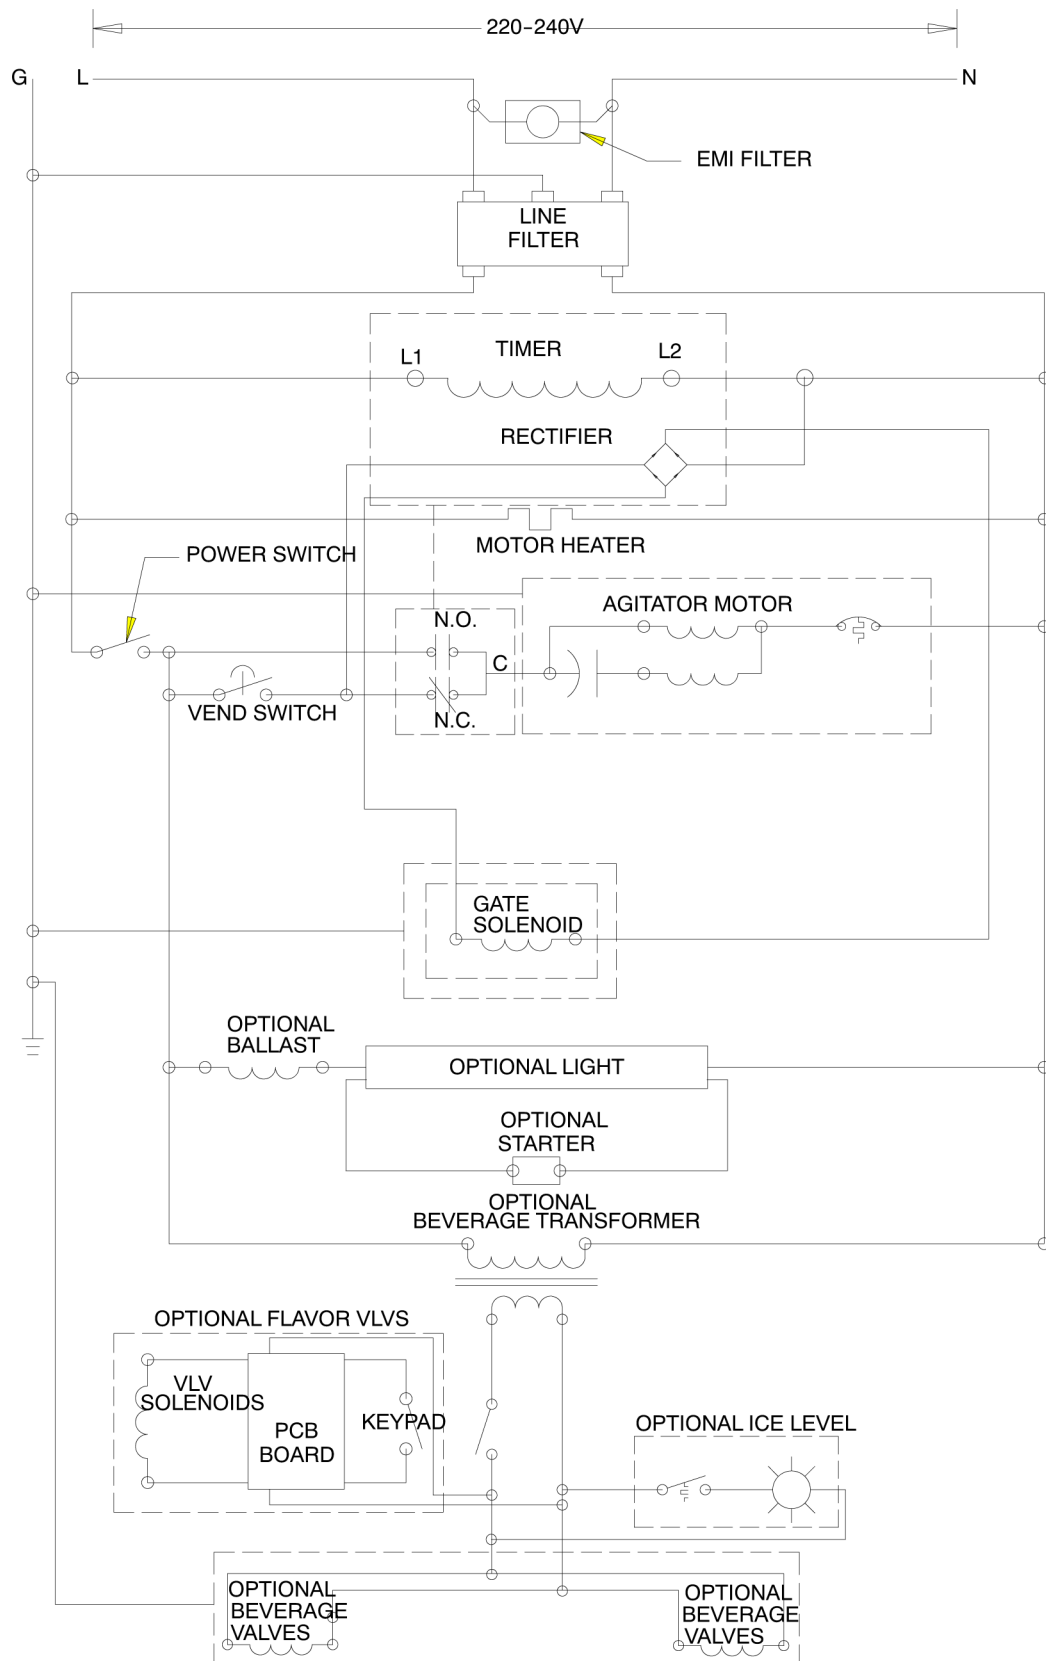 220-240V
G
L
N
EMI FILTER
LINE
FILTER
TIMER
L1
L2
RECTIFIER
MOTOR HEATER
POWER SWITCH
AGITATOR MOTOR
N.O.
C
VEND SWITCH
N.C.
GATE
SOLENOID
OPTIONAL
BALLAST
OPTIONAL LIGHT
OPTIONAL
STARTER
OPTIONAL
BEVERAGE TRANSFORMER
OPTIONAL FLAVOR VLVS
VLV
SOLENOIDS
PCB
BOARD
KEYPAD
OPTIONAL ICE LEVEL
OPTIONAL
BEVERAGE
VALVES
OPTIONAL
BEVERAGE
VALVES